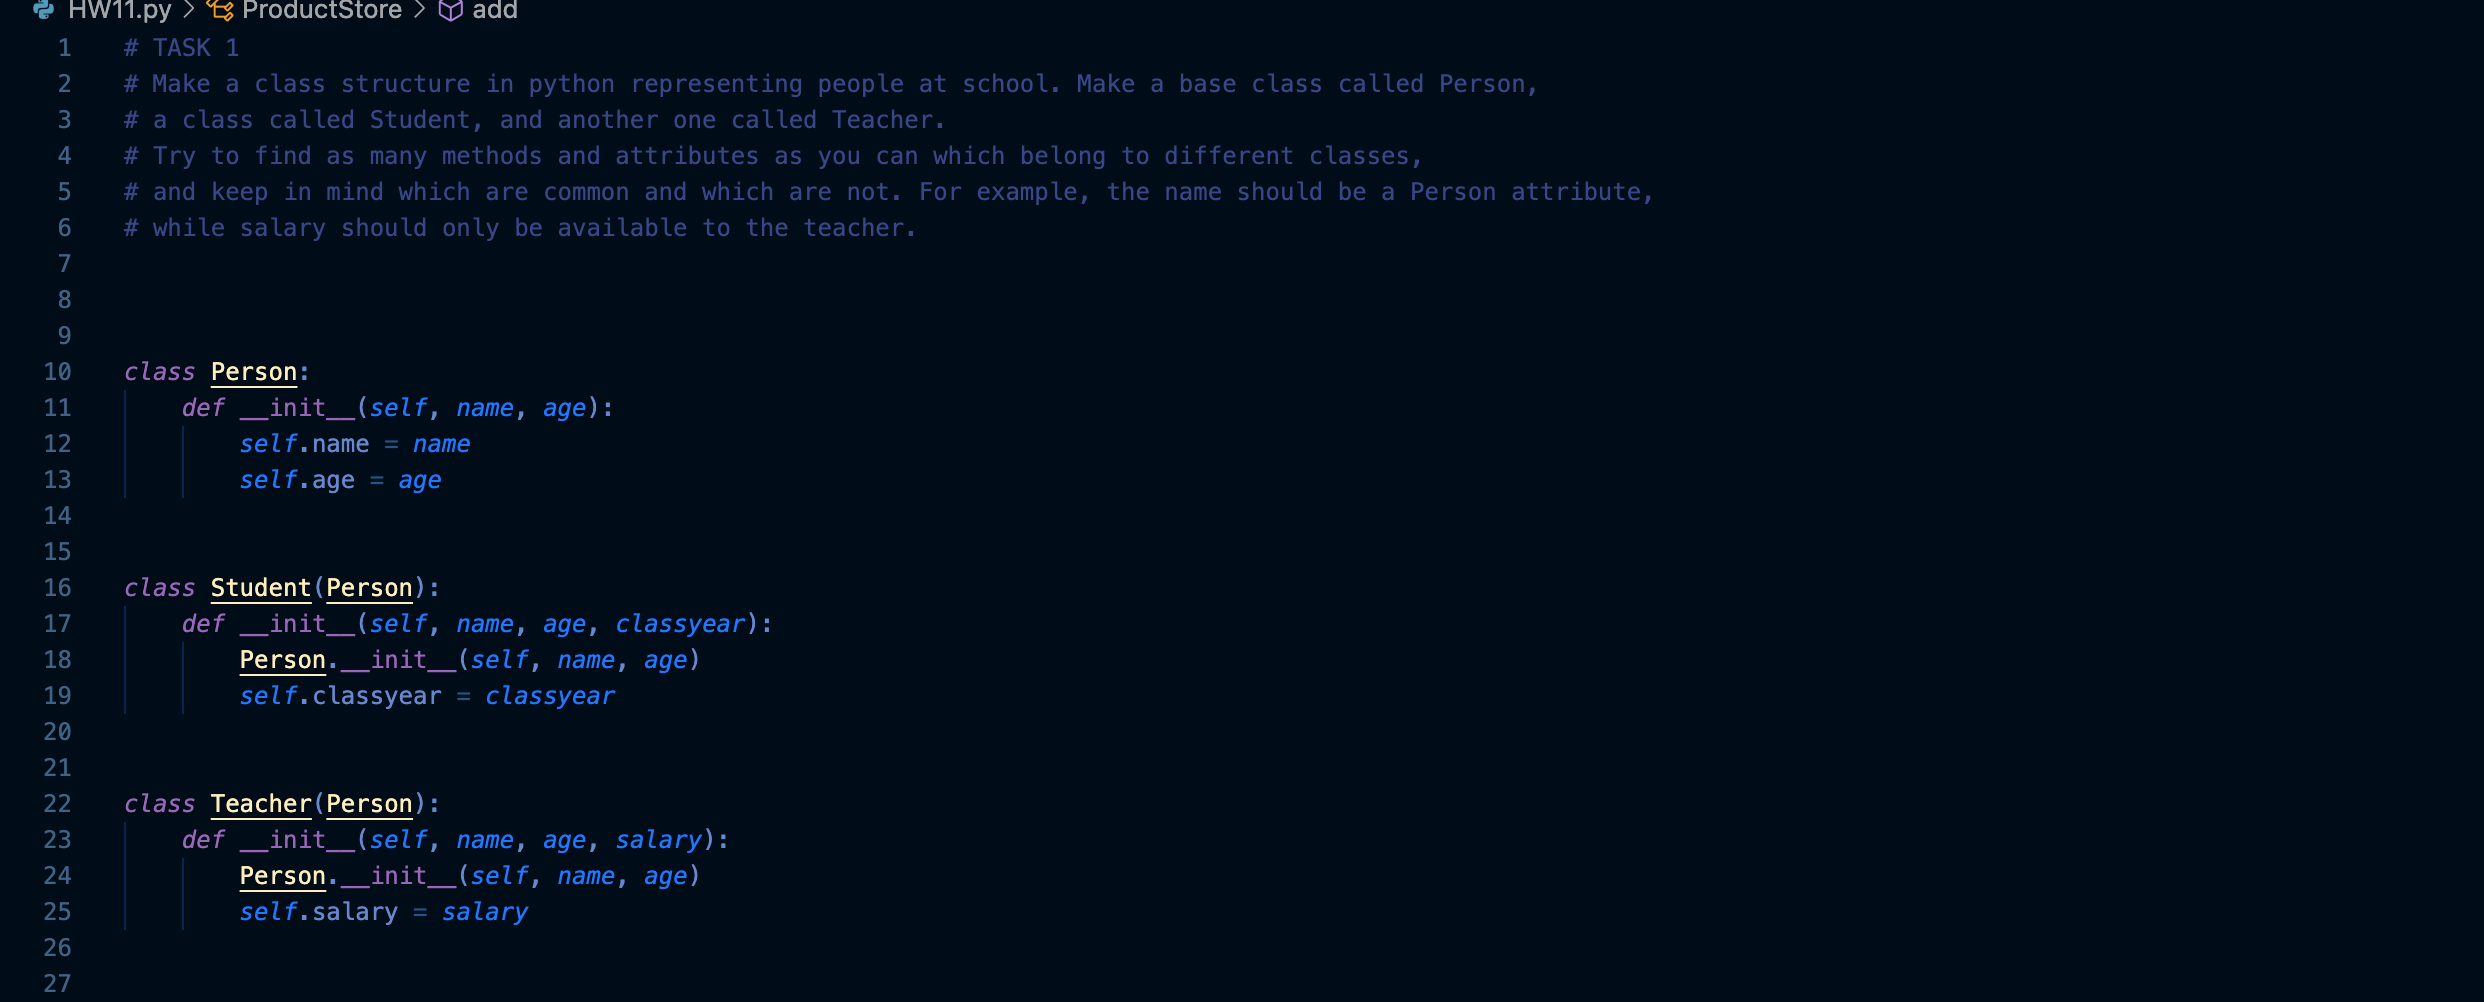 HW11.py > ProductStore > add
1 # TASK 1
2 # Make a class structure in python representing people at school. Make a base class called Person,
3 # a class called Student, and another one called Teacher.
4 # Try to find as many methods and attributes as you can which belong to different classes,
5 # and keep in mind which are common and which are not. For example, the name should be a Person attribute,
6 # while salary should only be available to the teacher.
7
8
9
10 class Person:
11     def __init__(self, name, age):
12         self.name = name
13         self.age = age
14
15
16 class Student(Person):
17     def __init__(self, name, age, classyear):
18         Person.__init__(self, name, age)
19         self.classyear = classyear
20
21
22 class Teacher(Person):
23     def __init__(self, name, age, salary):
24         Person.__init__(self, name, age)
25         self.salary = salary
26
27